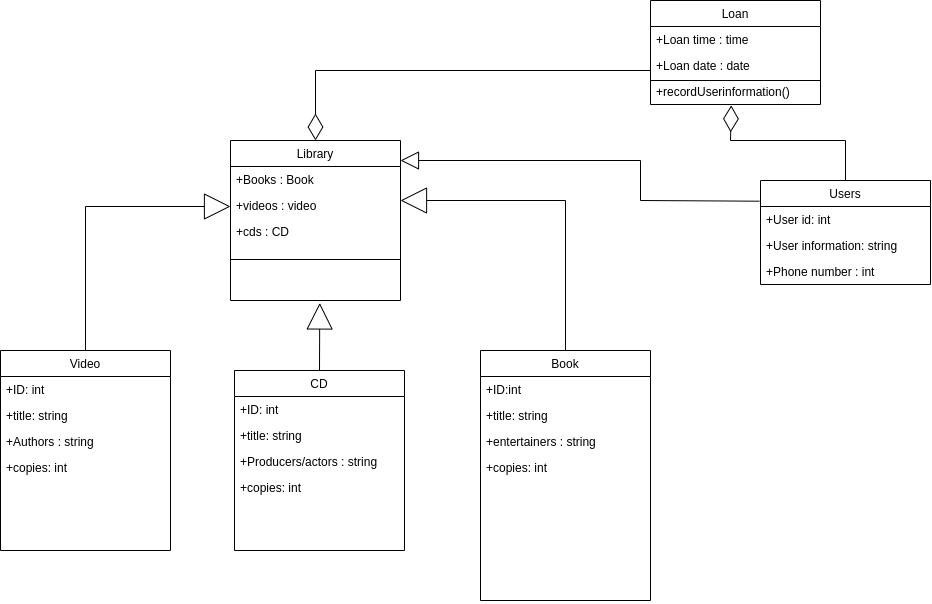 Loan
+Loan time : time
+Loan date : date
+recordUserinformation()
Library
+Books : Book
+videos : video
+cds : CD
Users
+User id: int
+User information: string
+Phone number : int
Video
+ID: int
+title: string
+Authors : string
+copies: int
CD
+ID: int
+title: string
+Producers/actors : string
+copies: int
Book
+ID:int
+title: string
+entertainers : string
+copies: int